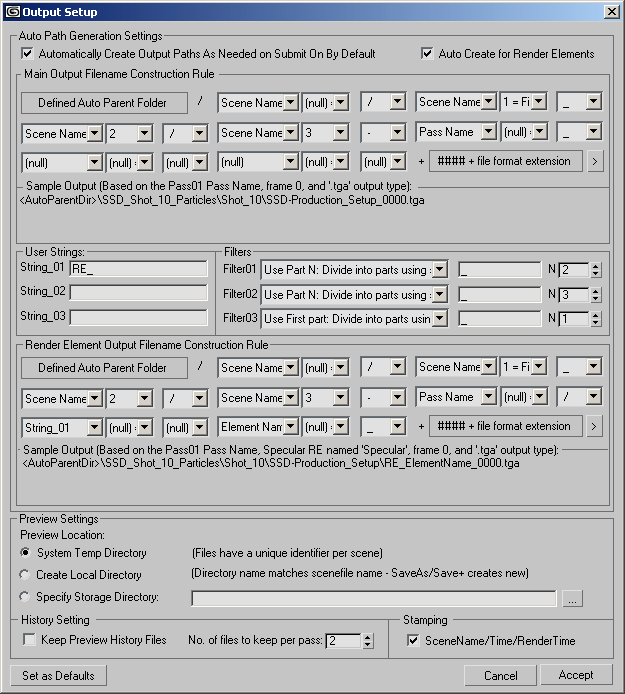 Output Setup
Auto Path Generation Settings
Automatically Create Output Paths As Needed on Submit On By Default
Auto Create for Render Elements
Main Output Filename Construction Rule
Defined Auto Parent Folder / Scene Name (null) : / Scene Name 1 = Fi _
Scene Name 2 / Scene Name 3 - Pass Name (null) : _
(null) (null) : (null) (null) (null) : (null) + #### + file format extension >
Sample Output (Based on the Pass01 Pass Name, frame 0, and '.tga' output type):
<AutoParentDir>\SSD_Shot_10_Particles\Shot_10\SSD-Production_Setup_0000.tga
User Strings:
String_01 RE_
String_02
String_03
Filters
Filter01 Use Part N: Divide into parts using : _ N 2
Filter02 Use Part N: Divide into parts using : _ N 3
Filter03 Use First part: Divide into parts usin _ N 1
Render Element Output Filename Construction Rule
Defined Auto Parent Folder / Scene Name (null) : / Scene Name 1 = Fi _
Scene Name 2 / Scene Name 3 - Pass Name (null) : /
String_01 (null) : (null) Element Nam (null) : _ + #### + file format extension >
Sample Output (Based on the Pass01 Pass Name, Specular RE named 'Specular', frame 0, and '.tga' output type):
<AutoParentDir>\SSD_Shot_10_Particles\Shot_10\SSD-Production_Setup\RE_ElementName_0000.tga
Preview Settings
Preview Location:
System Temp Directory (Files have a unique identifier per scene)
Create Local Directory (Directory name matches scenefile name - SaveAs/Save+ creates new)
Specify Storage Directory: ...
History Setting
Keep Preview History Files No. of files to keep per pass: 2
Stamping
SceneName/Time/RenderTime
Set as Defaults Cancel Accept